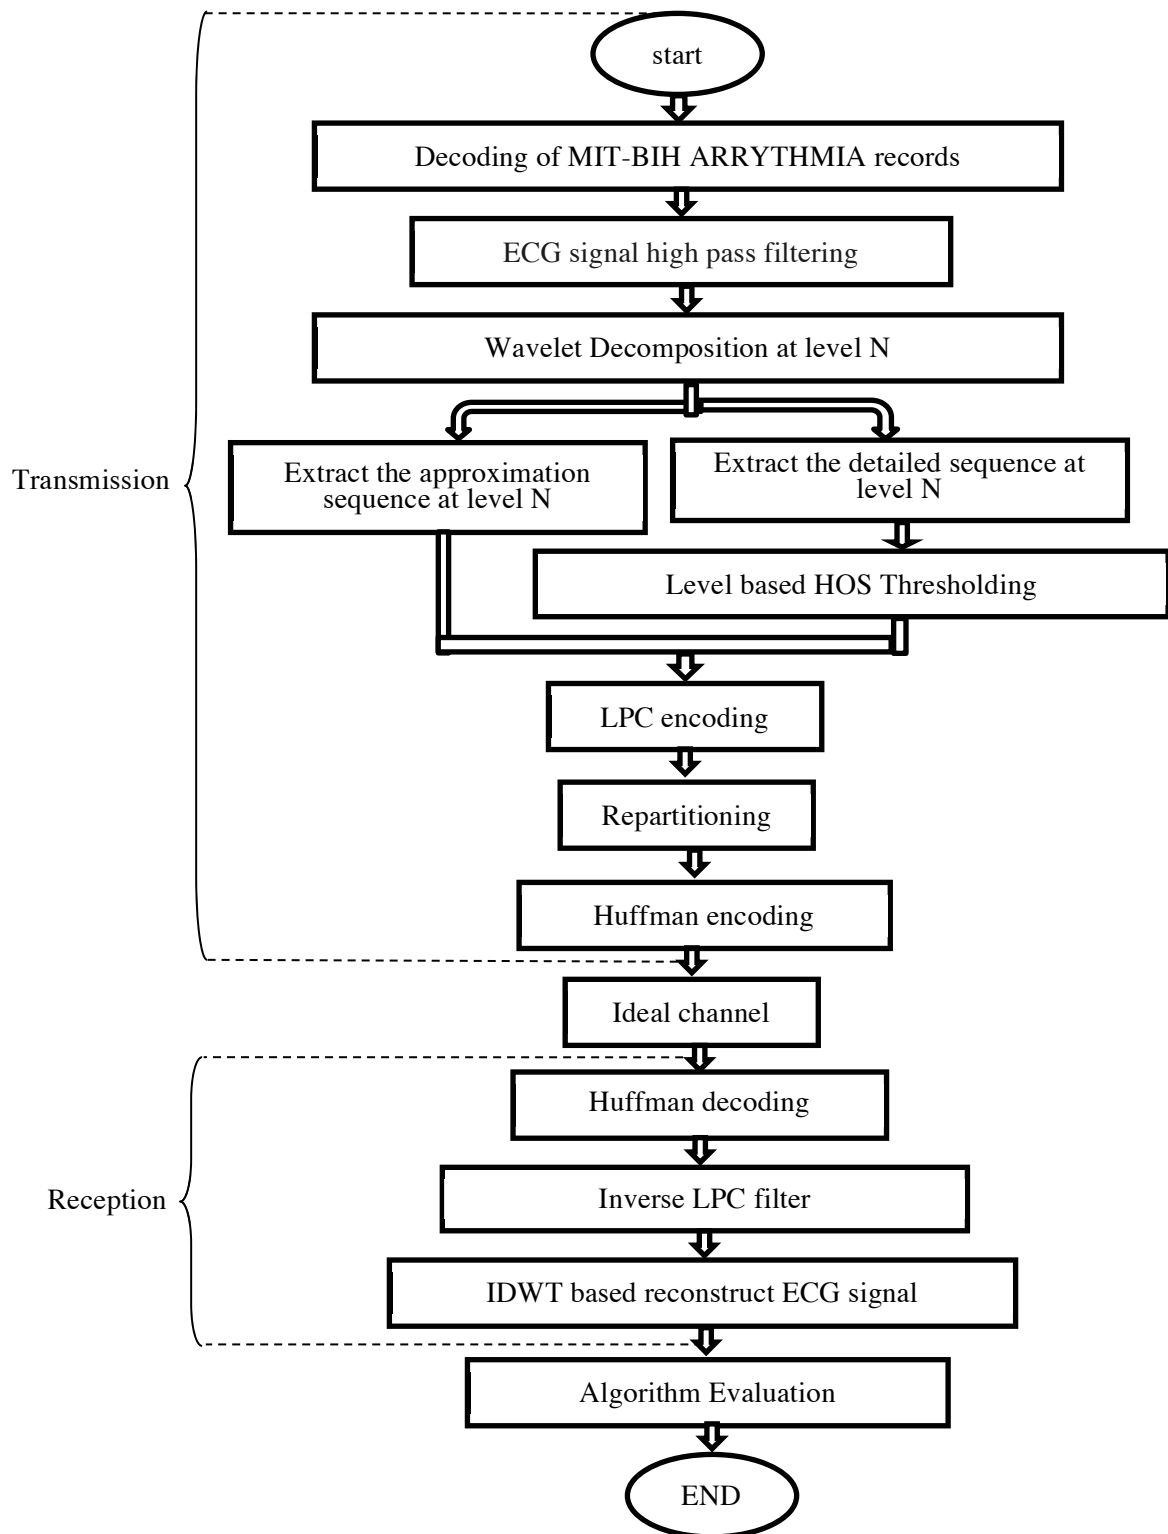 start
Decoding of MIT-BIH ARRYTHMIA records
ECG signal high pass filtering
Wavelet Decomposition at level N
Extract the approximation
sequence at level N
Extract the detailed sequence at
level N
Transmission
Level based HOS Thresholding
LPC encoding
Repartitioning
Huffman encoding
Ideal channel
Huffman decoding
Reception
Inverse LPC filter
IDWT based reconstruct ECG signal
Algorithm Evaluation
END